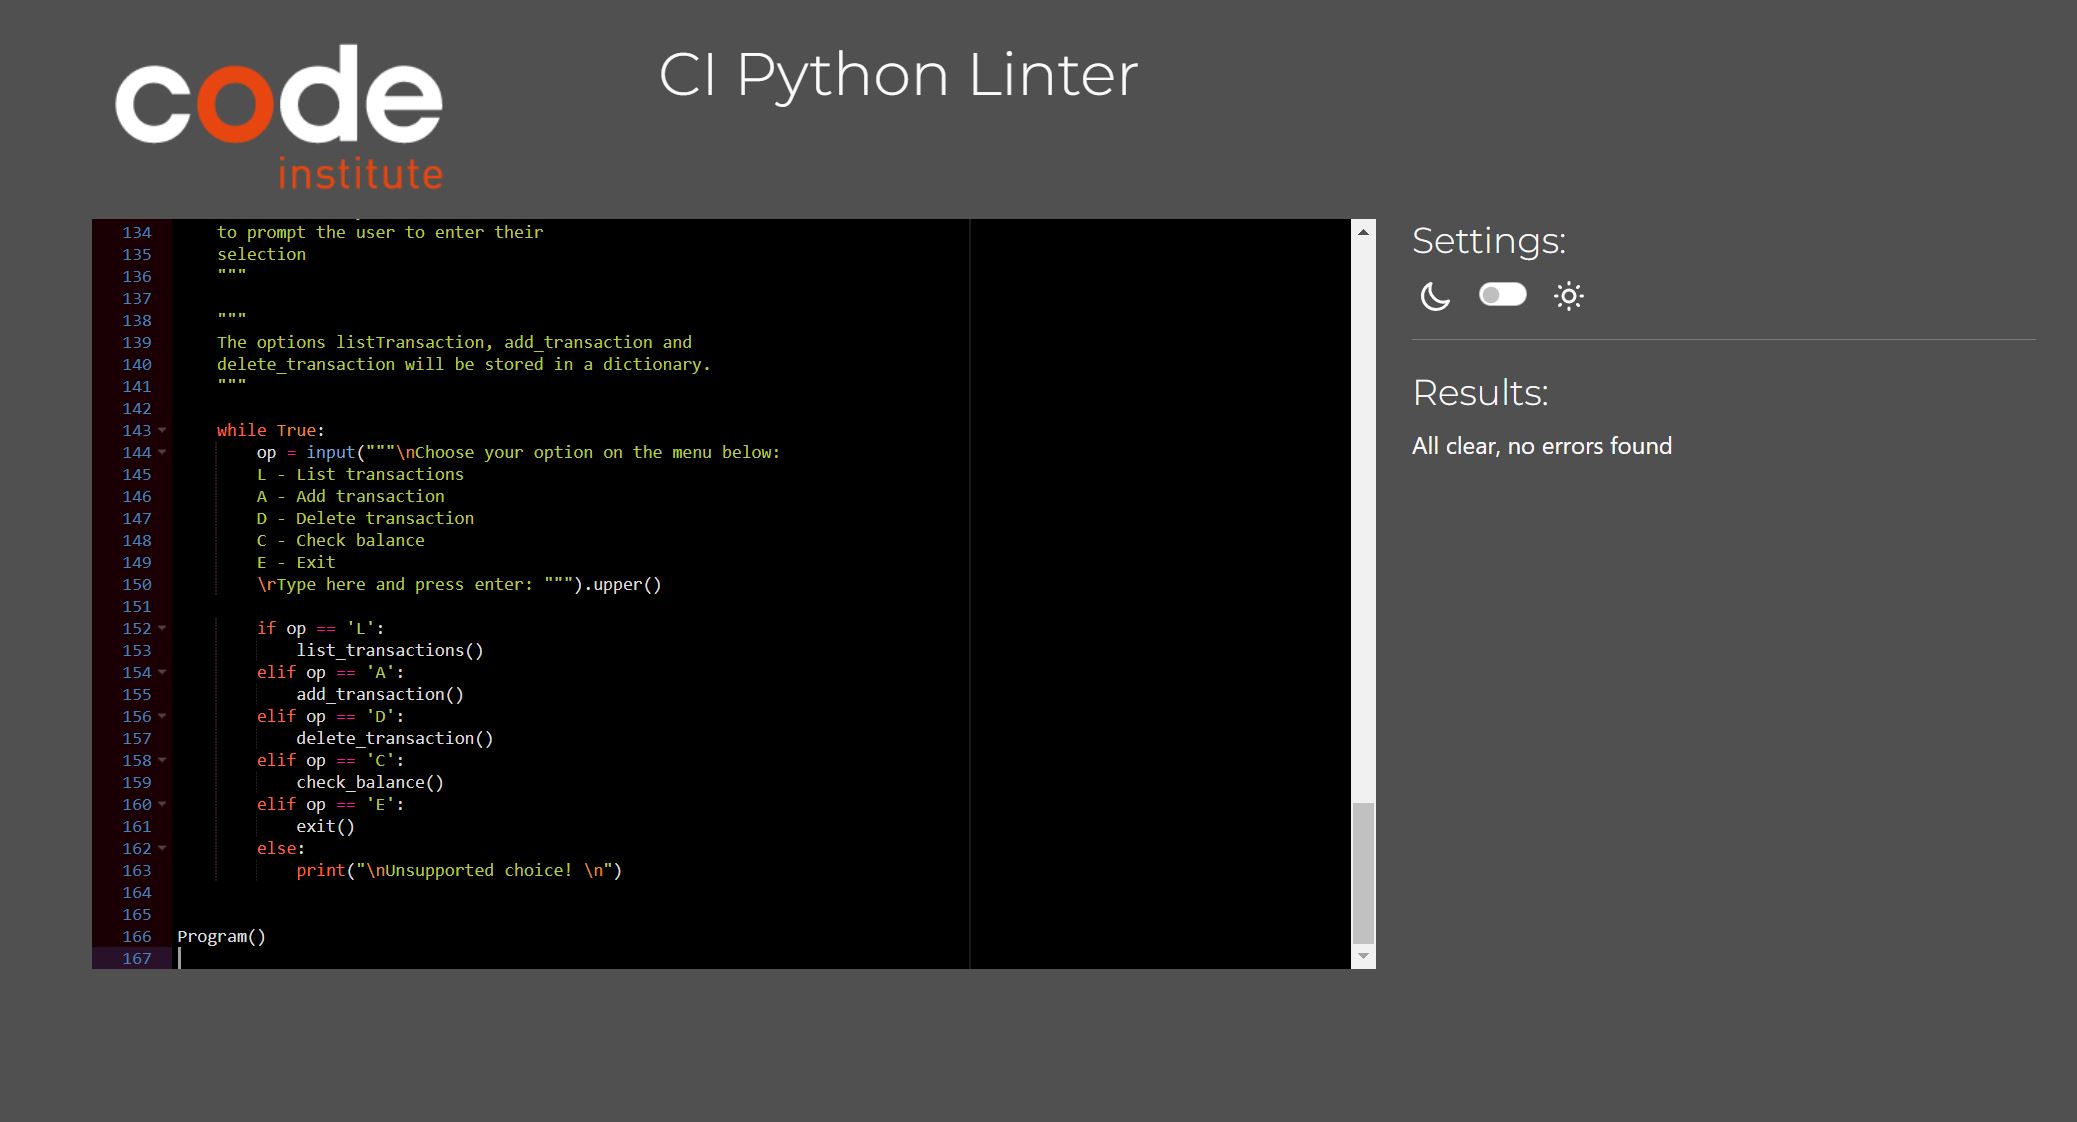 code
institute
CI Python Linter
134 to prompt the user to enter their
135 selection
136 """
137
138 """
139 The options listTransaction, add_transaction and
140 delete_transaction will be stored in a dictionary.
141 """
142
143 while True:
144 op = input("""\nChoose your option on the menu below:
145 L - List transactions
146 A - Add transaction
147 D - Delete transaction
148 C - Check balance
149 E - Exit
150 \rType here and press enter: """).upper()
151
152 if op == 'L':
153 list_transactions()
154 elif op == 'A':
155 add_transaction()
156 elif op == 'D':
157 delete_transaction()
158 elif op == 'C':
159 check_balance()
160 elif op == 'E':
161 exit()
162 else:
163 print("\nUnsupported choice! \n")
164
165
166 Program()
167
Settings:
Results:
All clear, no errors found